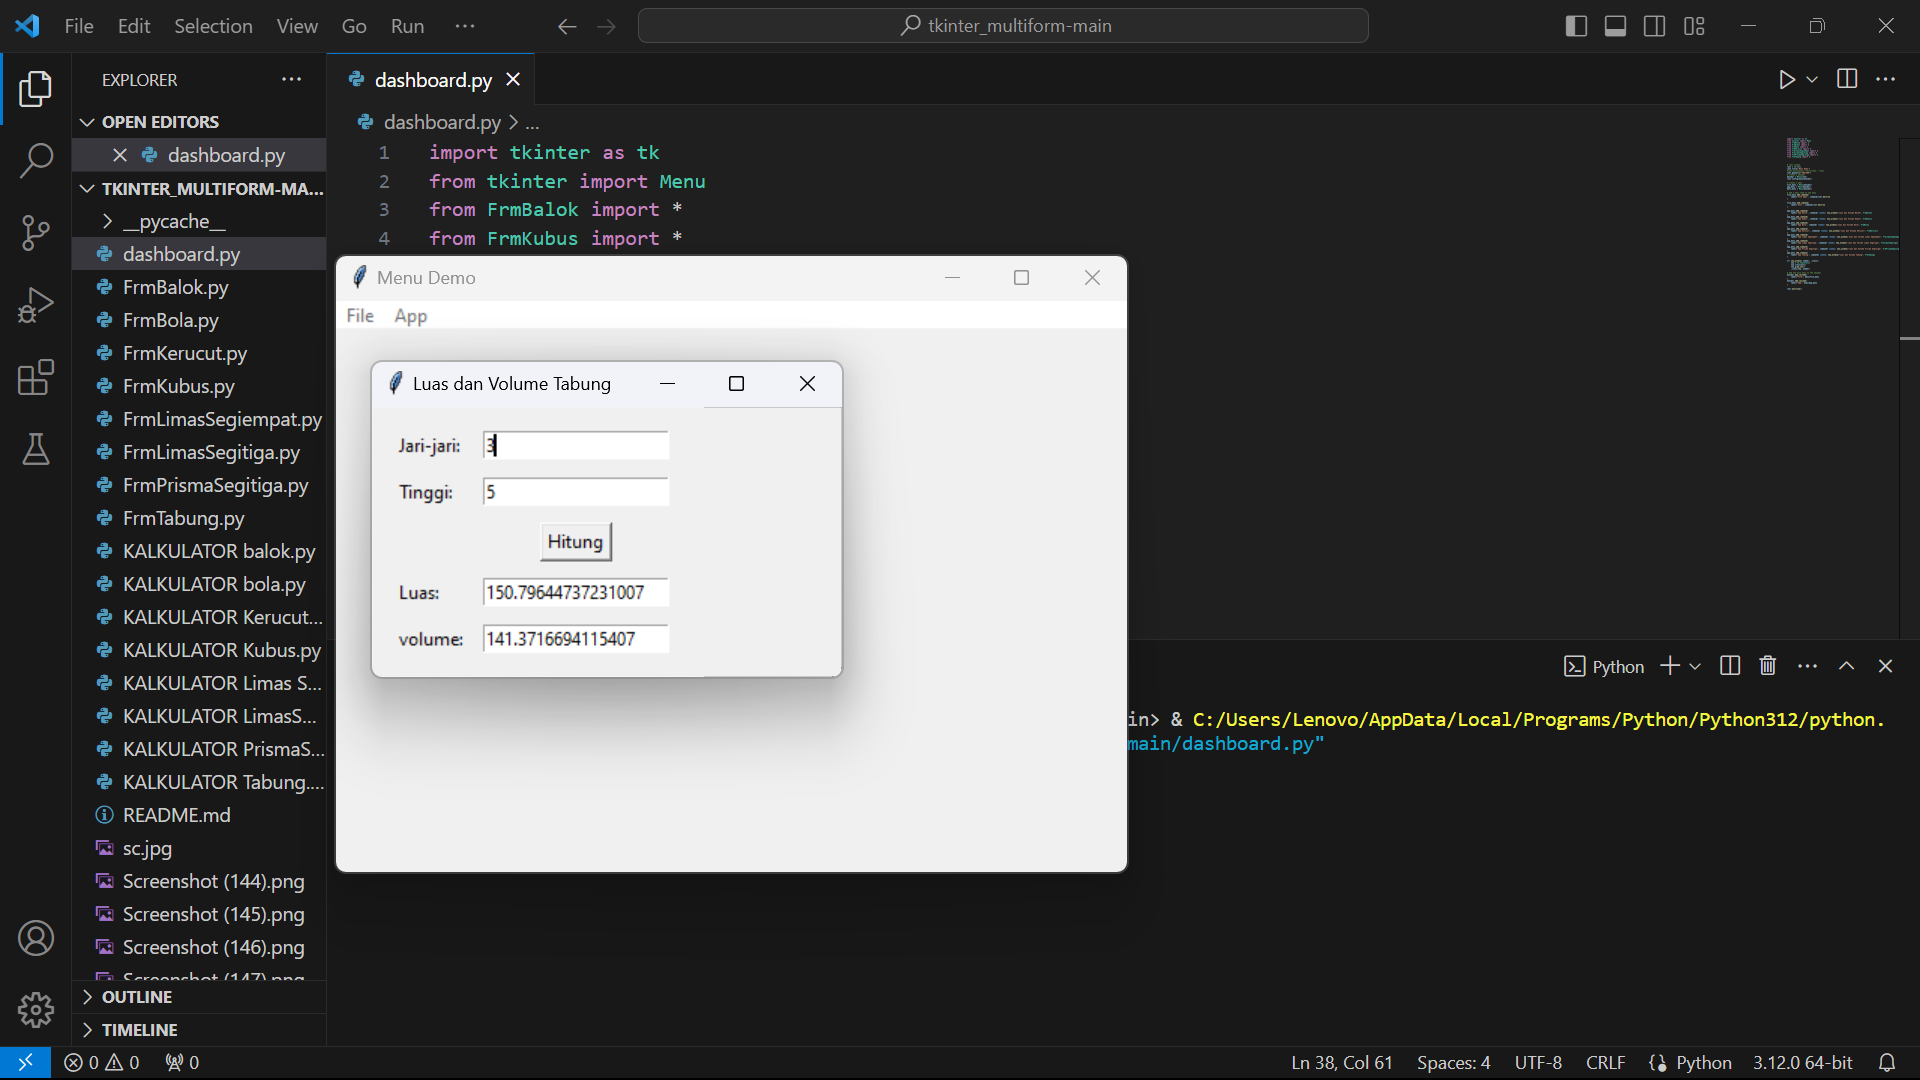 File Edit Selection View Go Run ...
tkinter_multiform-main
EXPLORER
OPEN EDITORS
dashboard.py
TKINTER_MULTIFORM-MA...
__pycache__
dashboard.py
FrmBalok.py
FrmBola.py
FrmKerucut.py
FrmKubus.py
FrmLimasSegiempat.py
FrmLimasSegitiga.py
FrmPrismaSegitiga.py
FrmTabung.py
KALKULATOR balok.py
KALKULATOR bola.py
KALKULATOR Kerucut...
KALKULATOR Kubus.py
KALKULATOR Limas S...
KALKULATOR LimasS...
KALKULATOR PrismaS...
KALKULATOR Tabung....
README.md
sc.jpg
Screenshot (144).png
Screenshot (145).png
Screenshot (146).png
Screenshot (147).png
OUTLINE
TIMELINE
dashboard.py
dashboard.py > ...
1 import tkinter as tk
2 from tkinter import Menu
3 from FrmBalok import *
4 from FrmKubus import *
Menu Demo
File App
Luas dan Volume Tabung
Jari-jari: 3
Tinggi: 5
Hitung
Luas: 150.79644737231007
volume: 141.3716694115407
Python
in> & C:/Users/Lenovo/AppData/Local/Programs/Python/Python312/python.
main/dashboard.py"
0 0 0
Ln 38, Col 61 Spaces: 4 UTF-8 CRLF Python 3.12.0 64-bit